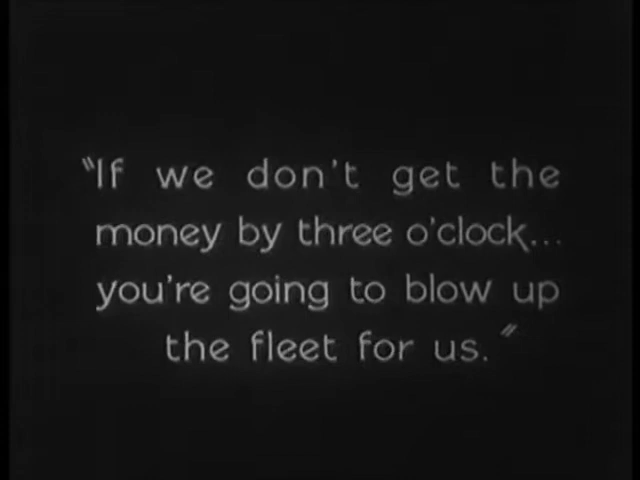 "If we don't get the
money by three o'clock...
you're going to blow up
the fleet for us."